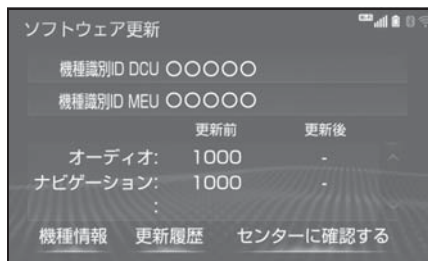 ソフトウェア更新
機種識別ID DCU ○○○○○
機種識別ID MEU ○○○○○
更新前 更新後
オーディオ: 1000 -
ナビゲーション: 1000 -
:
機種情報 更新履歴 センターに確認する